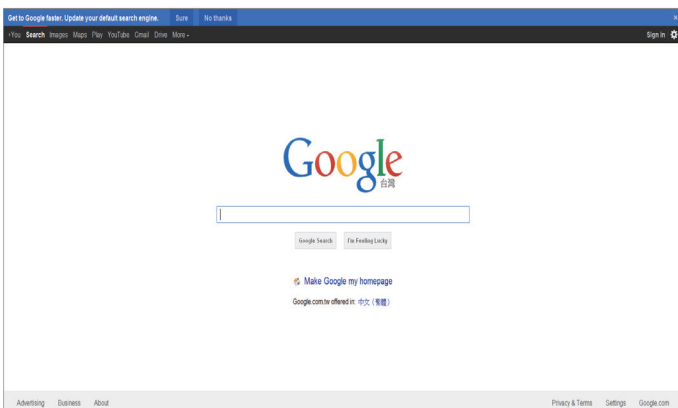 Get to Google faster. Update your default search engine. Sure No thanks x
+You Search Images Maps Play YouTube Gmail Drive More Sign in
Google
台灣
Google Search I'm Feeling Lucky
Make Google my homepage
Google.com.tw offered in: 中文（繁體）
Advertising Business About Privacy & Terms Settings Google.com